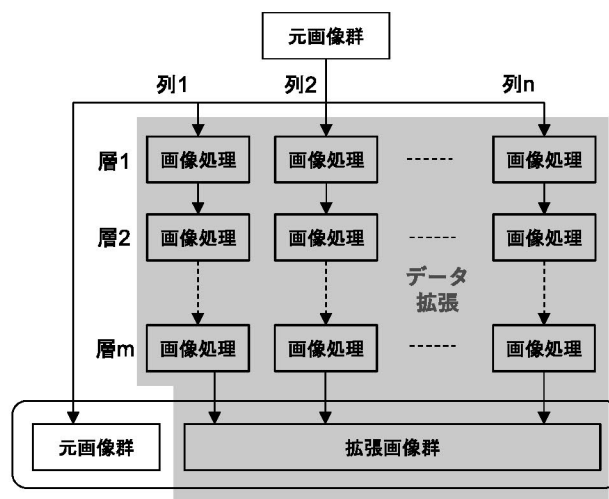 元画像群
列1 列2 列n
層1 画像処理 画像処理 画像処理
層2 画像処理 画像処理 画像処理
データ
拡張
層m 画像処理 画像処理 画像処理
元画像群 拡張画像群